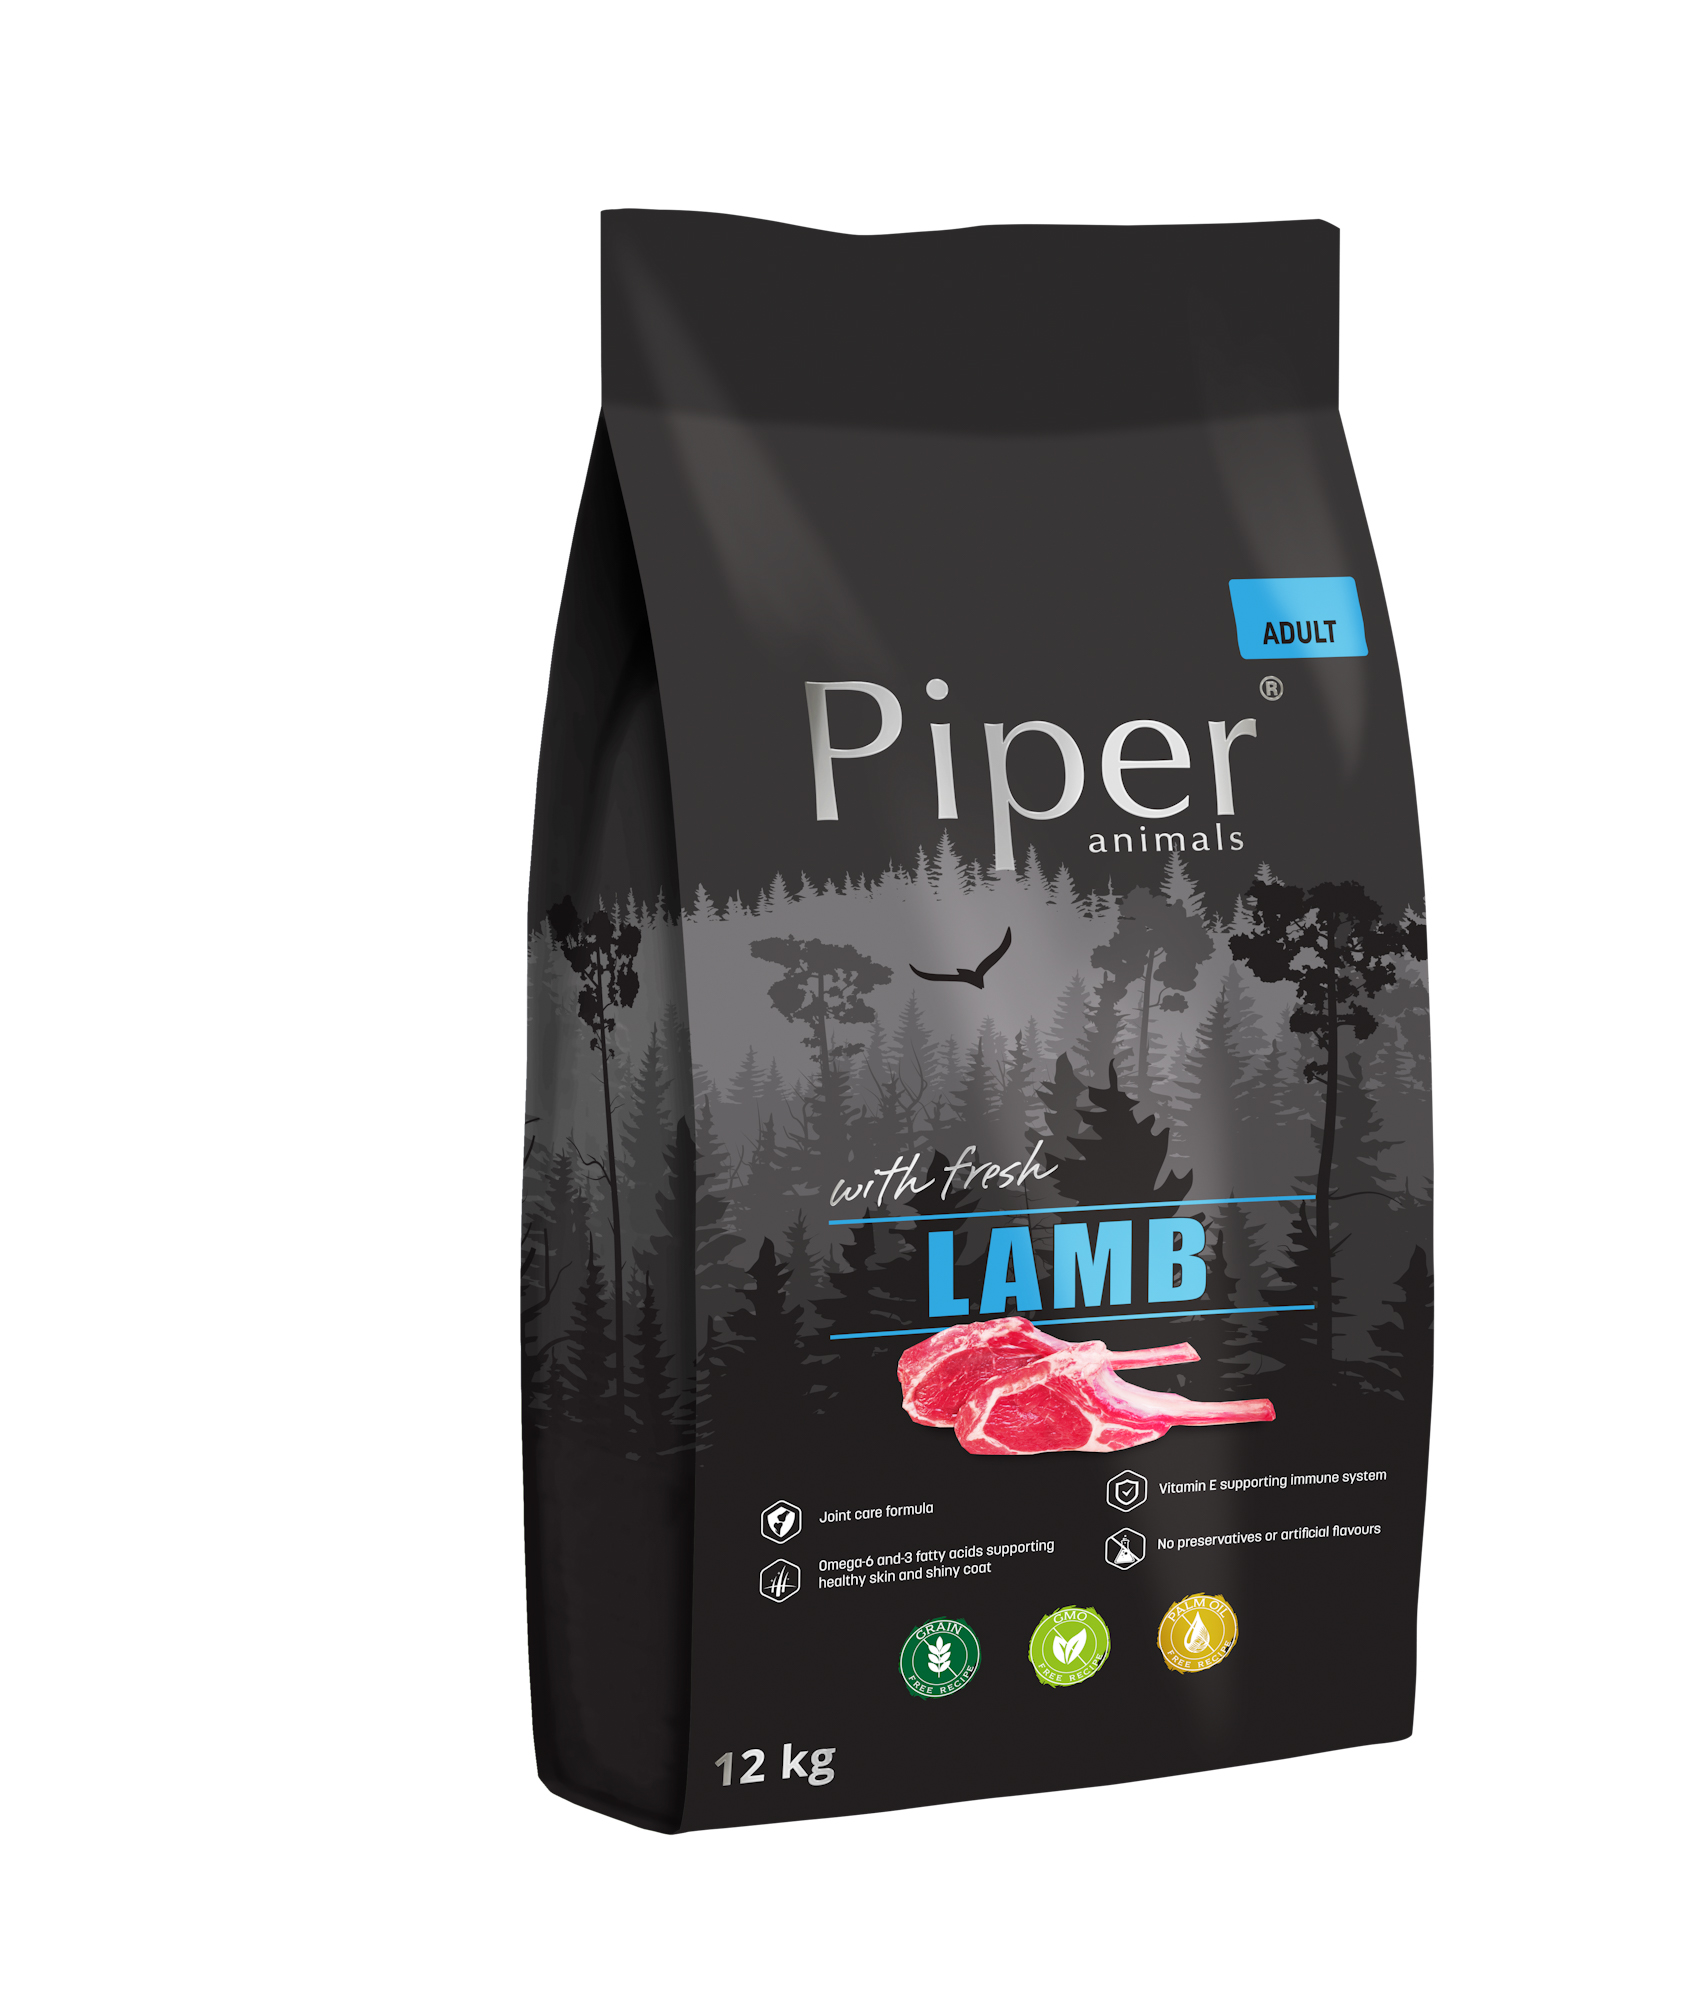 ADULT
Piper®
animals
with fresh
LAMB
Joint care formula
Omega-6 and-3 fatty acids supporting
healthy skin and shiny coat
Vitamin E supporting immune system
No preservatives or artificial flavours
GRAIN
FREE RECIPE
GMO
FREE RECIPE
PALM OIL
FREE RECIPE
12 kg